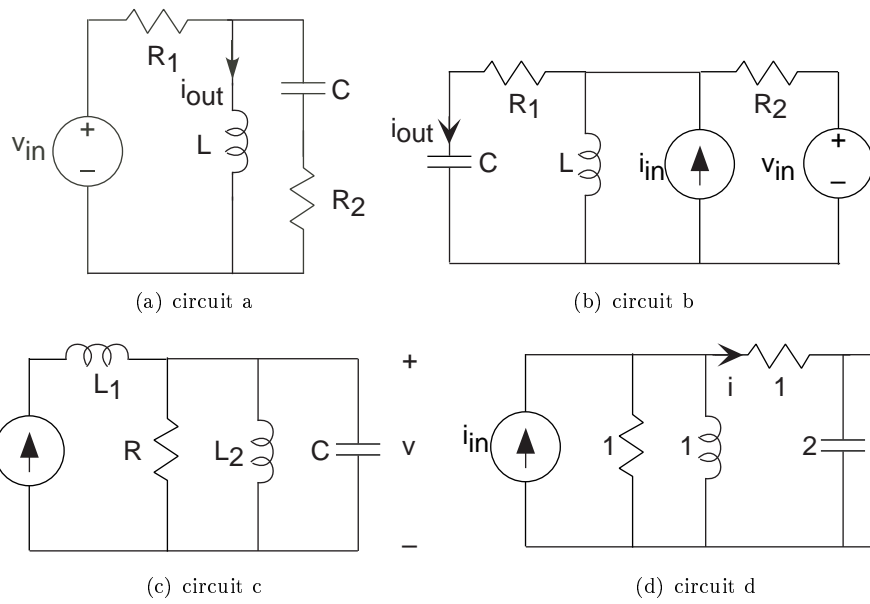 R1
iout
L
C
R2
+
vin
−
(a) circuit a
R1
iout
C
L
iin
R2
+
vin
−
(b) circuit b
L1
R
L2
C
+
v
−
(c) circuit c
iin
1
1
i
1
2
(d) circuit d